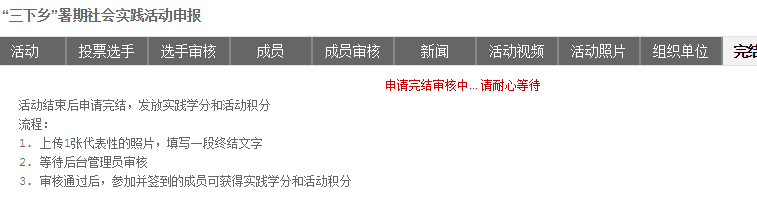 “三下乡”暑期社会实践活动申报
活动 投票选手 选手审核 成员 成员审核 新闻 活动视频 活动照片 组织单位 完结
申请完结审核中... 请耐心等待
活动结束后申请完结，发放实践学分和活动积分
流程：
1. 上传1张代表性的照片，填写一段终结文字
2. 等待后台管理员审核
3. 审核通过后，参加并签到的成员可获得实践学分和活动积分